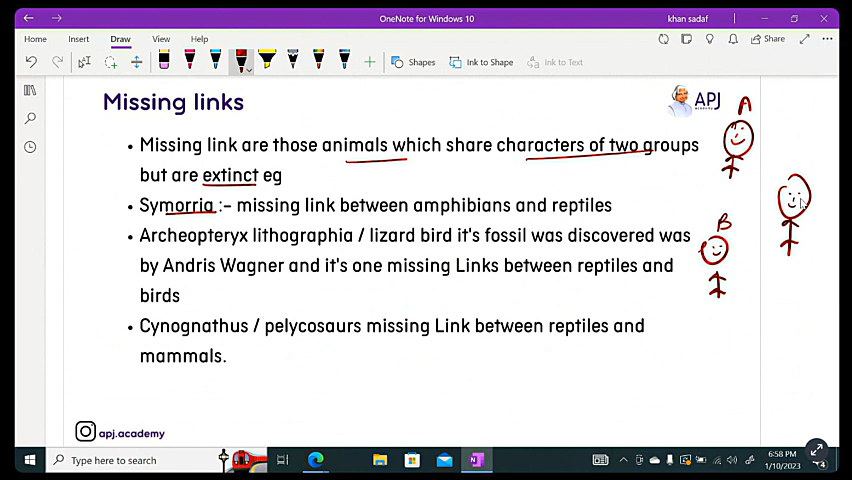 OneNote for Windows 10
khan sadaf
Home Insert Draw View Help
Share
Shapes
Ink to Shape
Ink to Text
Missing links
APJ
A
• Missing link are those animals which share characters of two groups
but are extinct eg
• Symorria :- missing link between amphibians and reptiles
B
• Archeopteryx lithographia / lizard bird it's fossil was discovered was
by Andris Wagner and it's one missing Links between reptiles and
birds
• Cynognathus / pelycosaurs missing Link between reptiles and
mammals.
apj.academy
Type here to search
6:58 PM
1/10/2023
4